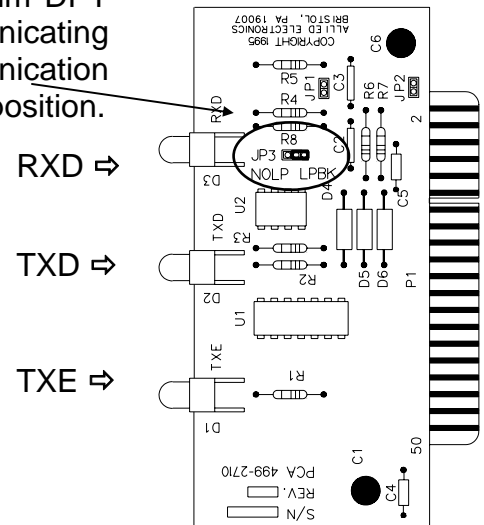 um DPT
nicating
nication
position.
RXD ⇨
TXD ⇨
TXE ⇨
COPYRIGHT 1995
ALLIED ELECTRONICS
BRISTOL, PA 19007
C6
R5
JP1
C3
R6
R7
JP2
RXD
R4
2
R8
C2
JP3
NOLP LPBK
D3
D4
C5
U2
TXD
R3
R2
D2
D5
D6
P1
U1
TXE
R1
D1
50
PCA 499-2710
C1
REV.
C4
S/N